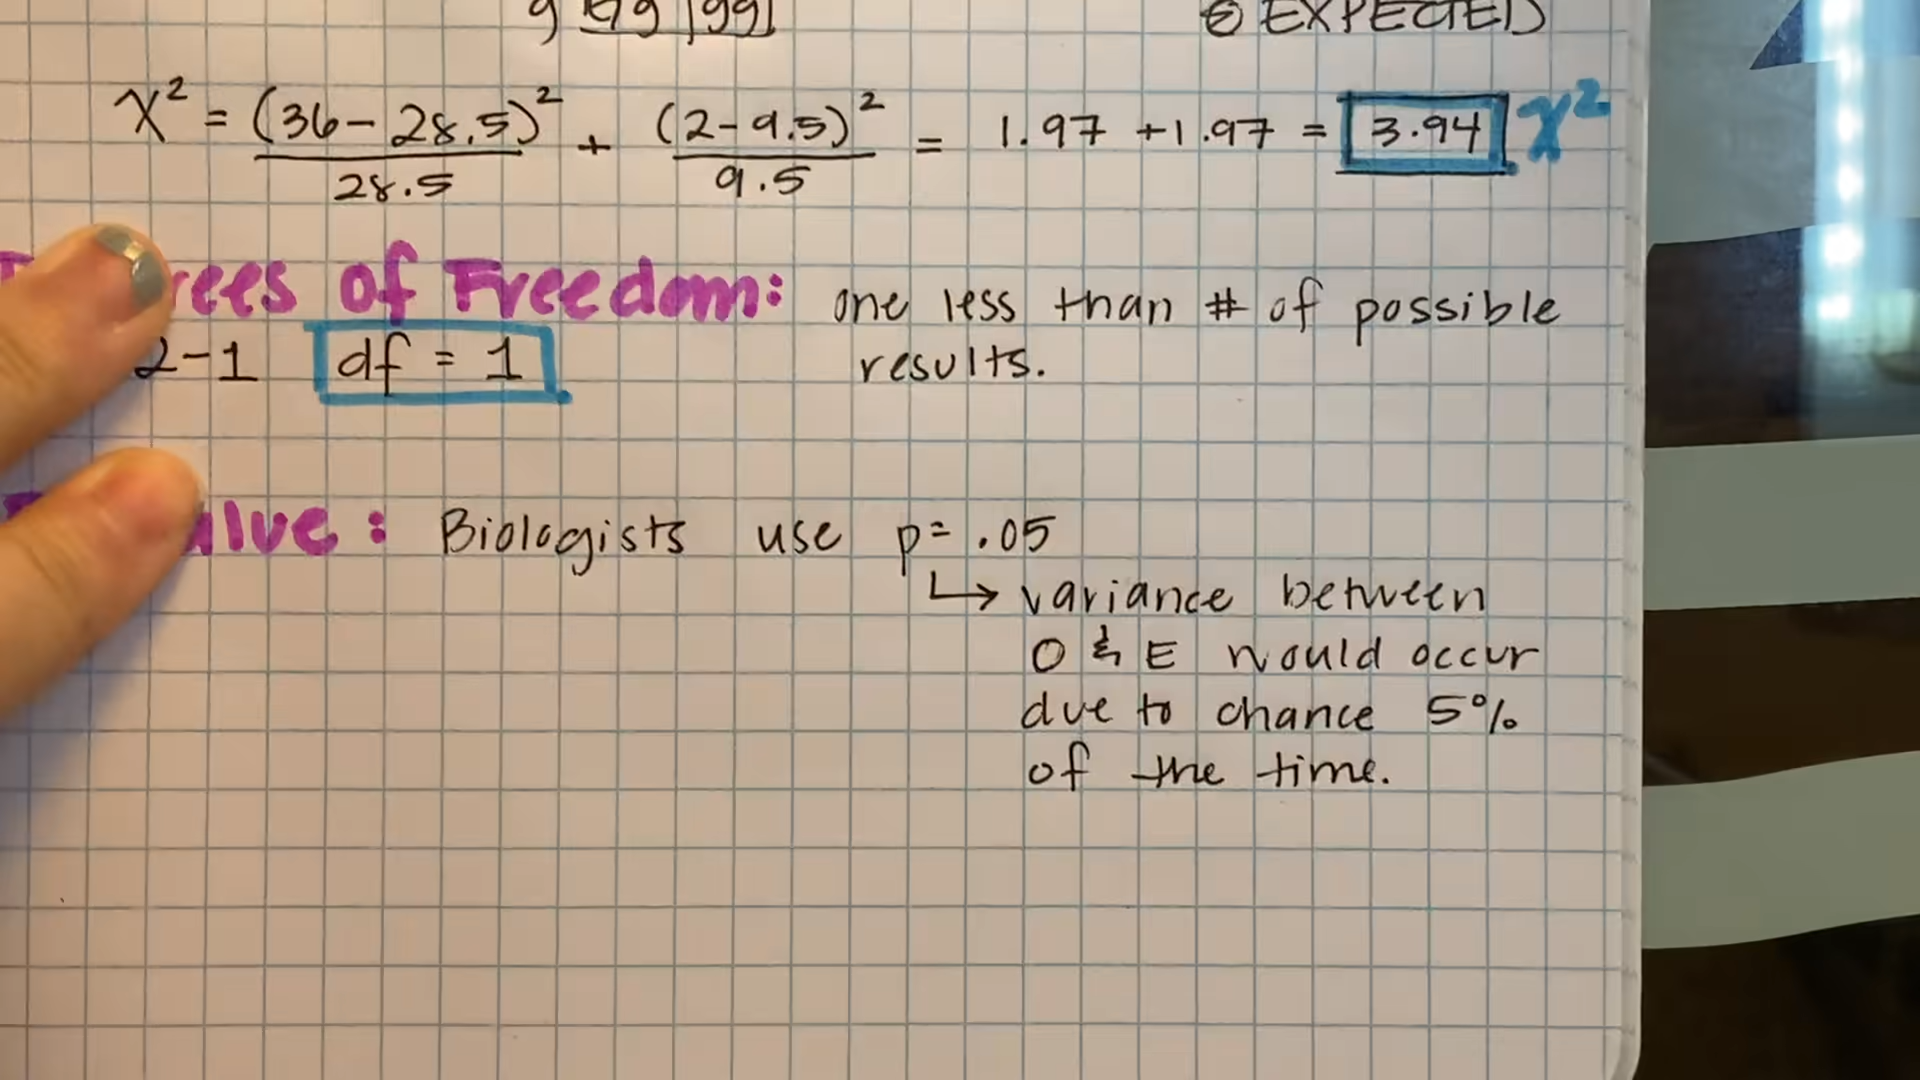 EXPECTED
χ² = (36 - 28.5)² / 28.5 + (2 - 9.5)² / 9.5 = 1.97 + 1.97 = 3.94 χ²
of Freedom: one less than # of possible
2-1 df = 1 results.
Biologists use p= .05
↳ variance between
O & E would occur
due to chance 5%
of the time.